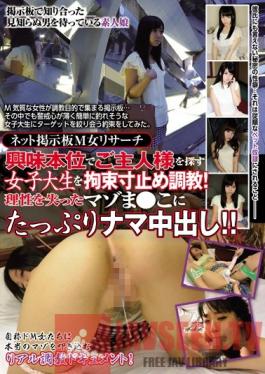 掲示板で知り合った
見知らぬ男を待っている素人娘
M気質な女性が調教目的で集まる掲示板…
その中でも警戒心が薄く簡単に釣れそうな
女子大生にターゲットを絞り会う約束をしてみた。
ネット掲示板M女リサーチ
興味本位でご主人様を探す
女子大生を拘束寸止め調教!
理性を失ったマゾま●こに
たっぷりナマ中出し!!
リアル調教ドキュメント!
FREE JAV LIBRARY